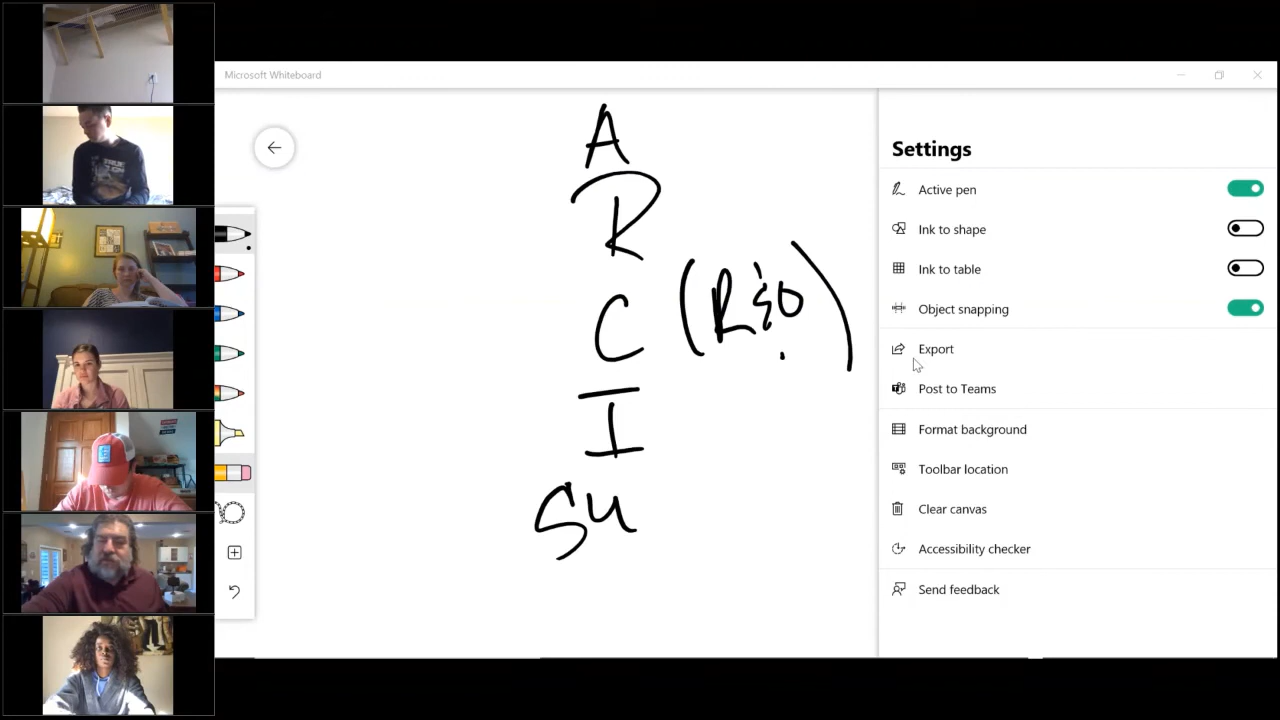 Microsoft Whiteboard
A
R
C (R&O)
I
SU
Settings
Active pen
Ink to shape
Ink to table
Object snapping
Export
Post to Teams
Format background
Toolbar location
Clear canvas
Accessibility checker
Send feedback